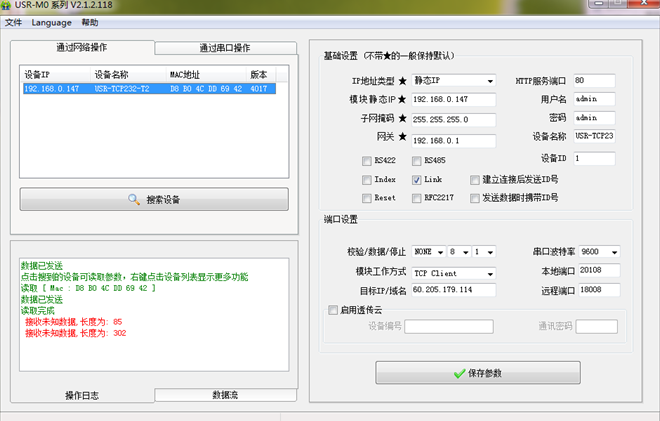 USR-M0 系列 V2.1.2.118
文件 Language 帮助
通过网络操作 通过串口操作
设备IP 设备名称 MAC地址 版本
192.168.0.147 USR-TCP232-T2 D8 B0 4C DD 69 42 4017
搜索设备
数据已发送
点击搜到的设备可读取参数，右键点击设备列表显示更多功能
读取 [ Mac : D8 B0 4C DD 69 42 ]
数据已发送
读取完成
接收未知数据,长度为: 85
接收未知数据,长度为: 302
操作日志 数据流
基础设置 (不带★的一般保持默认)
IP地址类型 ★ 静态IP HTTP服务端口 80
模块静态IP ★ 192.168.0.147 用户名 admin
子网掩码 ★ 255.255.255.0 密码 admin
网关 ★ 192.168.0.1 设备名称 USR-TCP23
RS422 RS485 设备ID 1
Index Link 建立连接后发送ID号
Reset RFC2217 发送数据时携带ID号
端口设置
校验/数据/停止 NONE 8 1 串口波特率 9600
模块工作方式 TCP Client 本地端口 20108
目标IP/域名 60.205.179.114 远程端口 18008
启用透传云
设备编号 通讯密码
保存参数